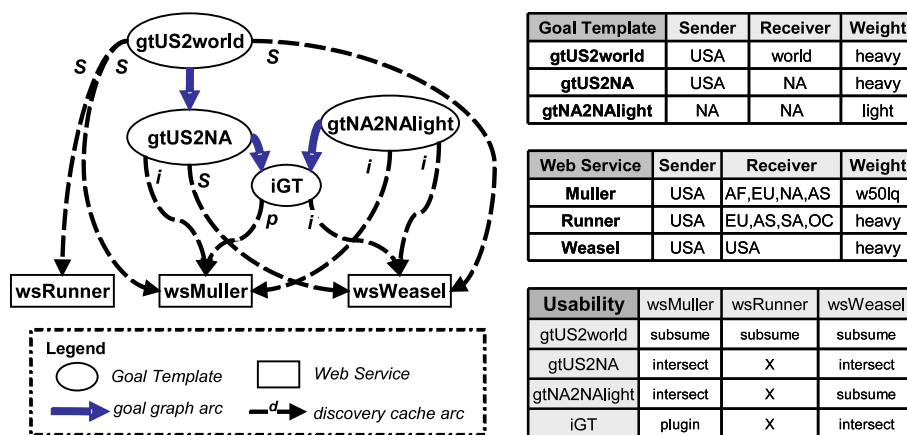 gtUS2world
S
S
S
gtUS2NA
gtNA2NAlight
iGT
i
S
i
i
p
i
wsRunner
wsMuller
wsWeasel
Legend
Goal Template
Web Service
goal graph arc
d
discovery cache arc
Goal Template Sender Receiver Weight
gtUS2world USA world heavy
gtUS2NA USA NA heavy
gtNA2NAlight NA NA light
Web Service Sender Receiver Weight
Muller USA AF,EU,NA,AS w50lq
Runner USA EU,AS,SA,OC heavy
Weasel USA USA heavy
Usability wsMuller wsRunner wsWeasel
gtUS2world subsume subsume subsume
gtUS2NA intersect X intersect
gtNA2NAlight intersect X subsume
iGT plugin X intersect